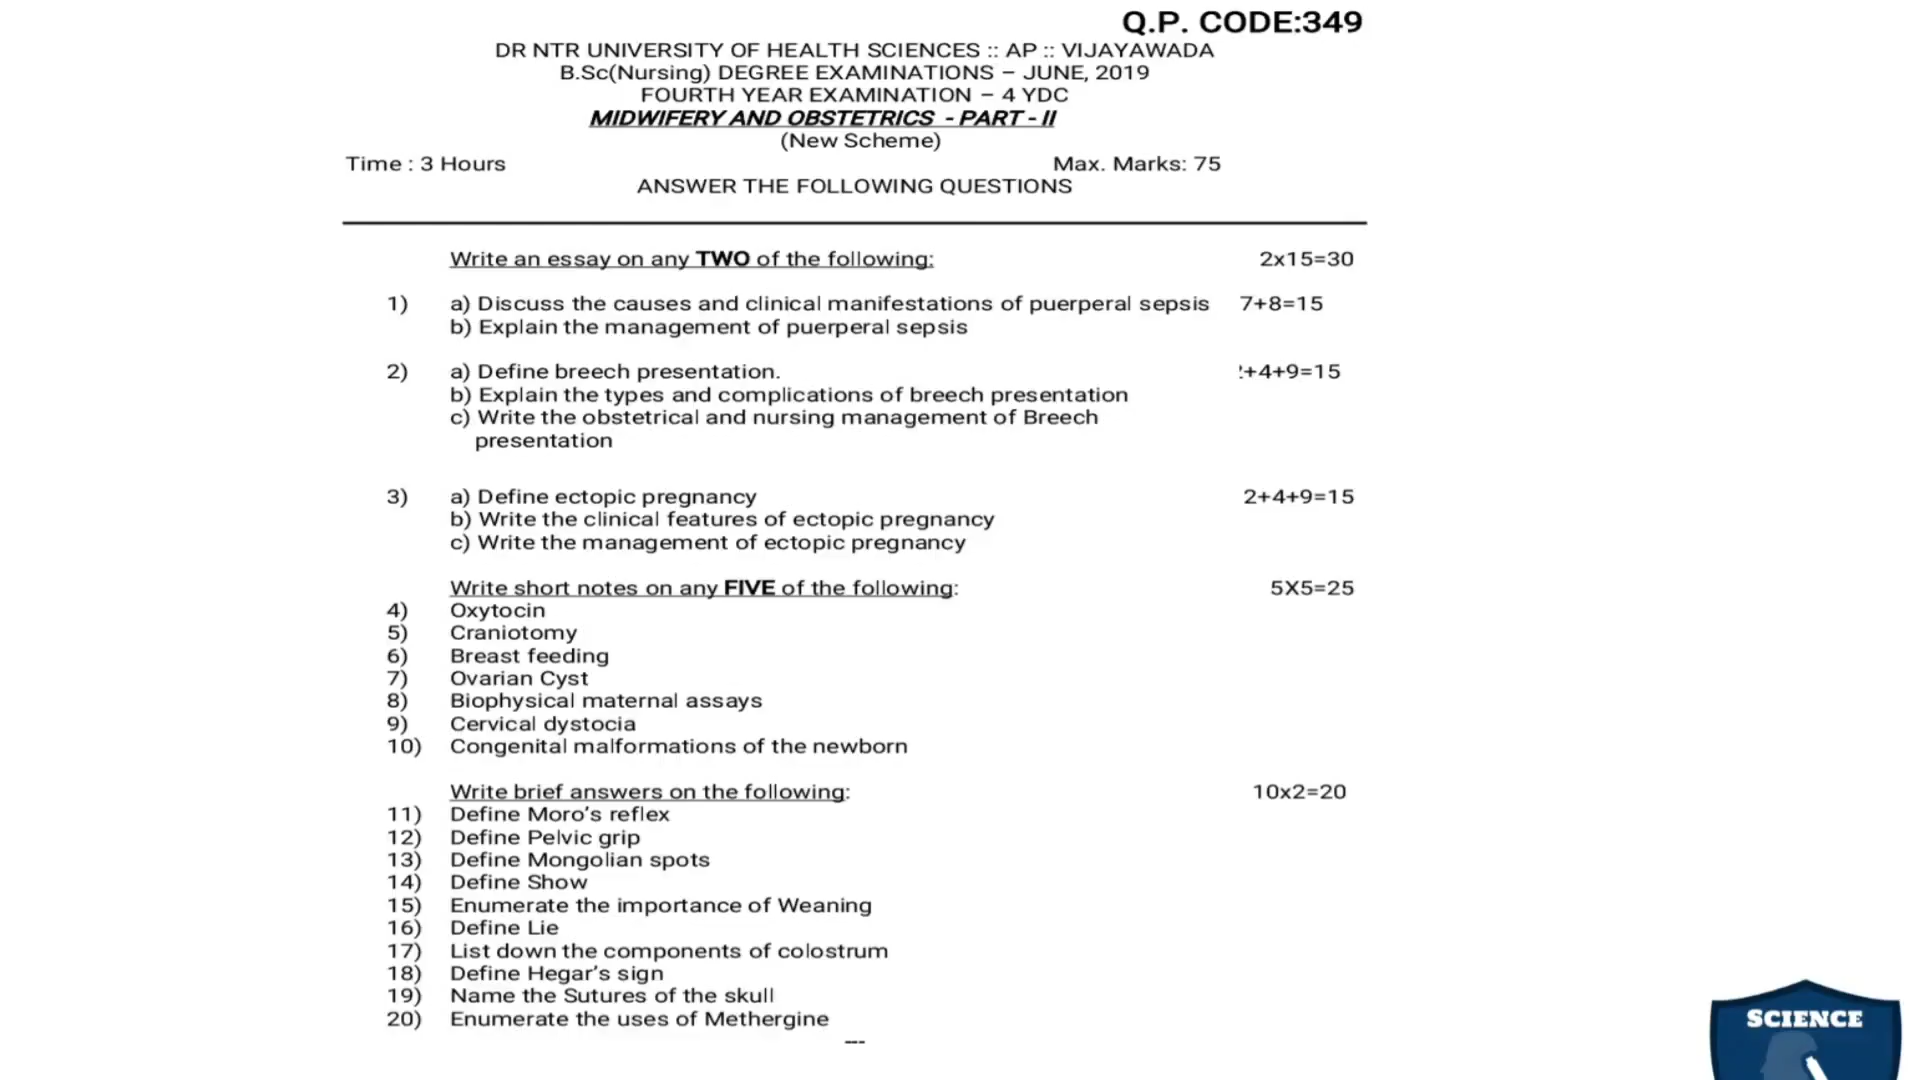 Q.P. CODE:349
DR NTR UNIVERSITY OF HEALTH SCIENCES :: AP :: VIJAYAWADA
B.Sc(Nursing) DEGREE EXAMINATIONS – JUNE, 2019
FOURTH YEAR EXAMINATION – 4 YDC
MIDWIFERY AND OBSTETRICS - PART - II
(New Scheme)
Time : 3 Hours Max. Marks: 75
ANSWER THE FOLLOWING QUESTIONS
Write an essay on any TWO of the following: 2x15=30
1) a) Discuss the causes and clinical manifestations of puerperal sepsis 7+8=15
b) Explain the management of puerperal sepsis
2) a) Define breech presentation. +4+9=15
b) Explain the types and complications of breech presentation
c) Write the obstetrical and nursing management of Breech
presentation
3) a) Define ectopic pregnancy 2+4+9=15
b) Write the clinical features of ectopic pregnancy
c) Write the management of ectopic pregnancy
Write short notes on any FIVE of the following: 5X5=25
4) Oxytocin
5) Craniotomy
6) Breast feeding
7) Ovarian Cyst
8) Biophysical maternal assays
9) Cervical dystocia
10) Congenital malformations of the newborn
Write brief answers on the following: 10x2=20
11) Define Moro's reflex
12) Define Pelvic grip
13) Define Mongolian spots
14) Define Show
15) Enumerate the importance of Weaning
16) Define Lie
17) List down the components of colostrum
18) Define Hegar's sign
19) Name the Sutures of the skull
20) Enumerate the uses of Methergine
---
SCIENCE